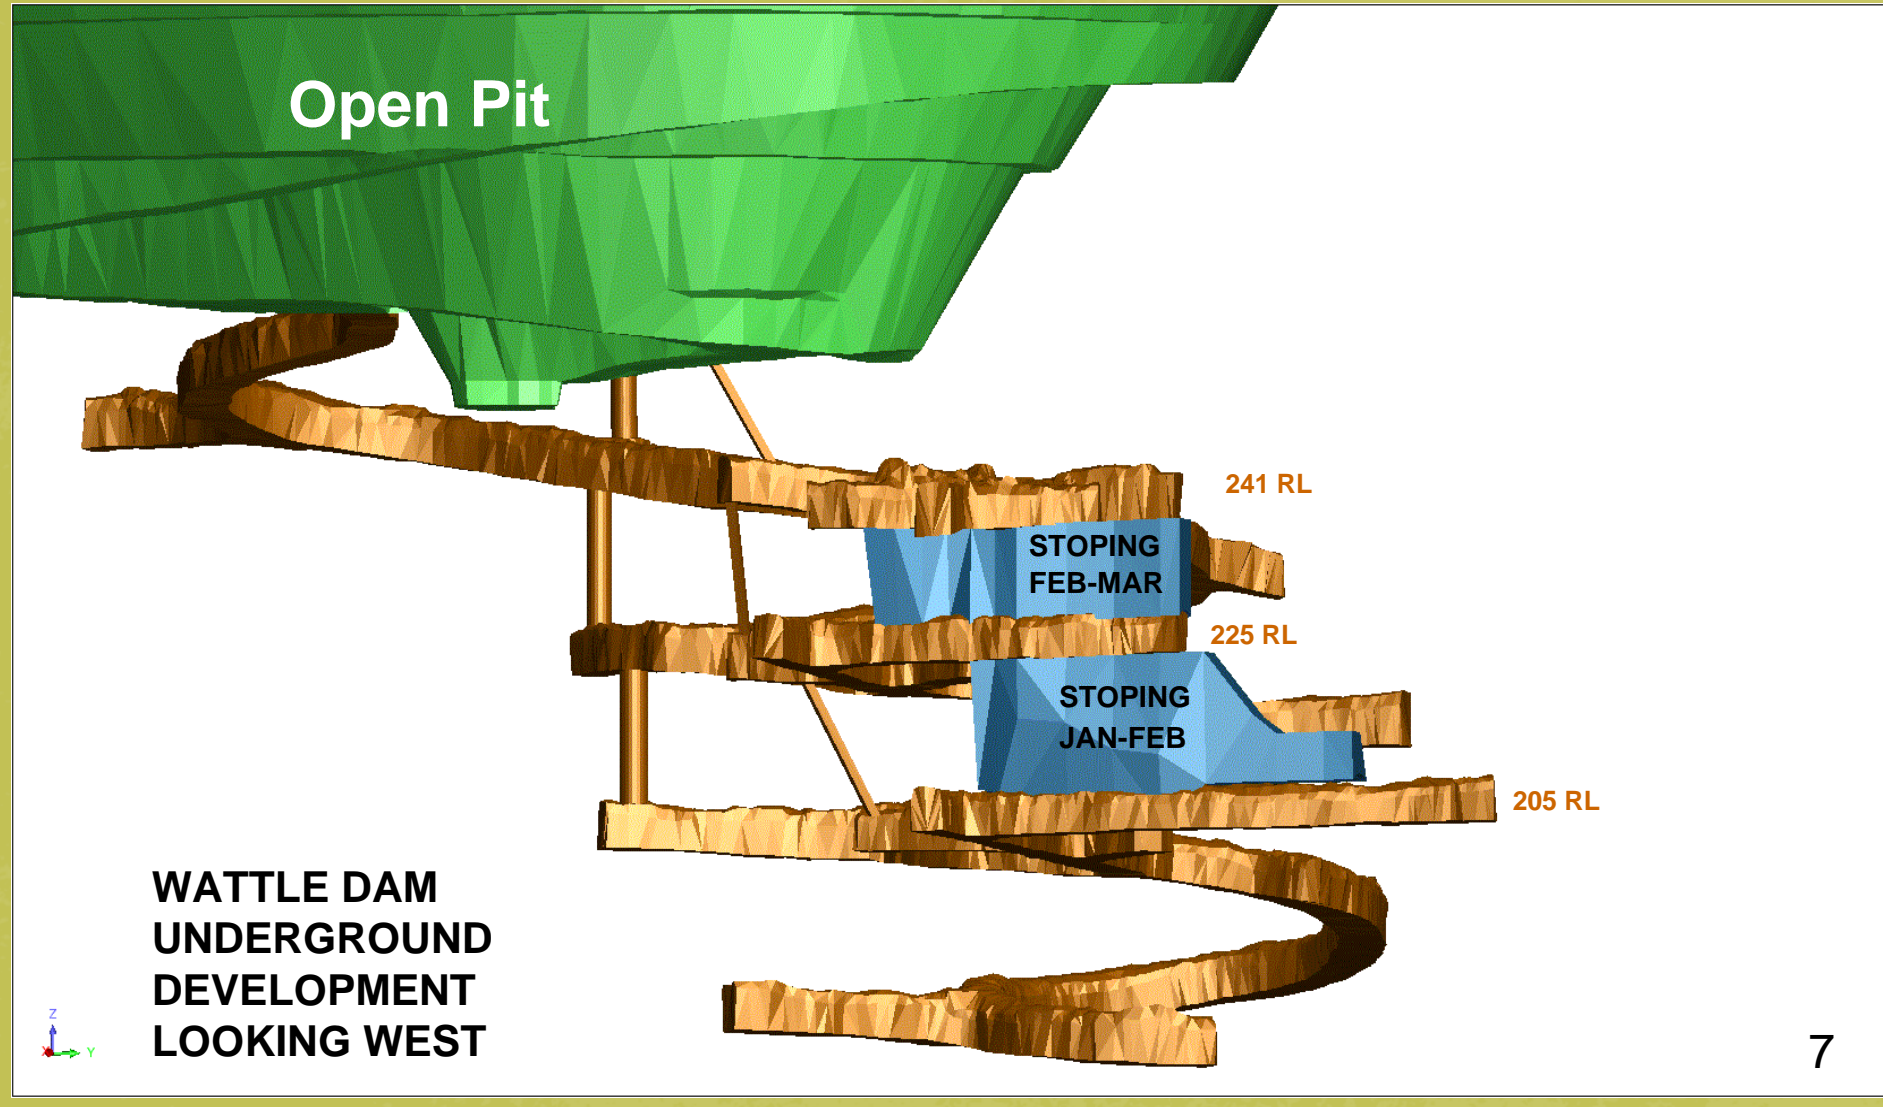 Open Pit
241 RL
STOPING
FEB-MAR
225 RL
STOPING
JAN-FEB
205 RL
WATTLE DAM
UNDERGROUND
DEVELOPMENT
LOOKING WEST
Z
X
Y
7